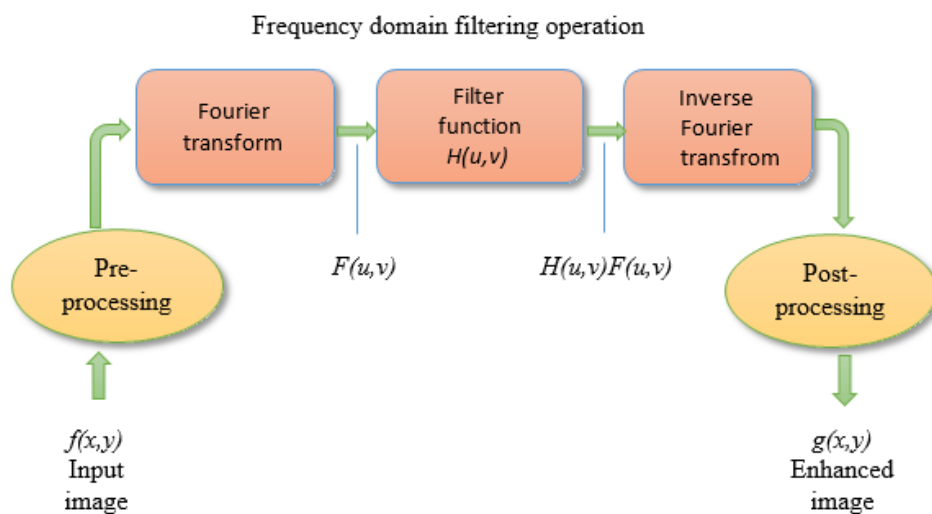 Frequency domain filtering operation
Fourier
transform
Filter
function
H(u,v)
Inverse
Fourier
transfrom
Pre-
processing
F(u,v)
H(u,v)F(u,v)
Post-
processing
f(x,y)
Input
image
g(x,y)
Enhanced
image